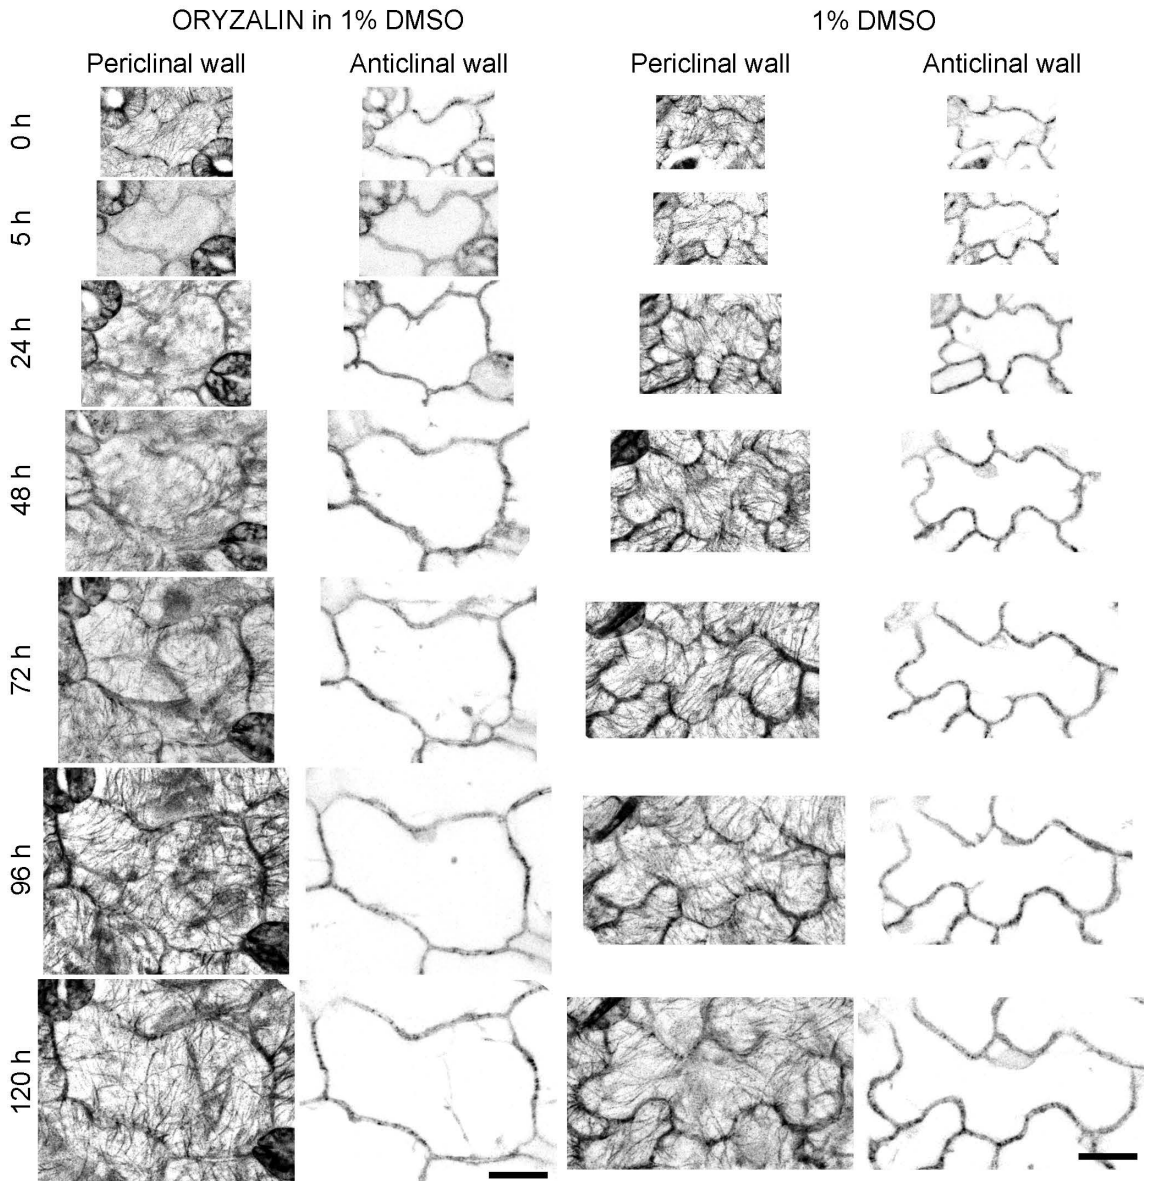 ORYZALIN in 1% DMSO 1% DMSO
Periclinal wall Anticlinal wall Periclinal wall Anticlinal wall
0 h
5 h
24 h
48 h
72 h
96 h
120 h